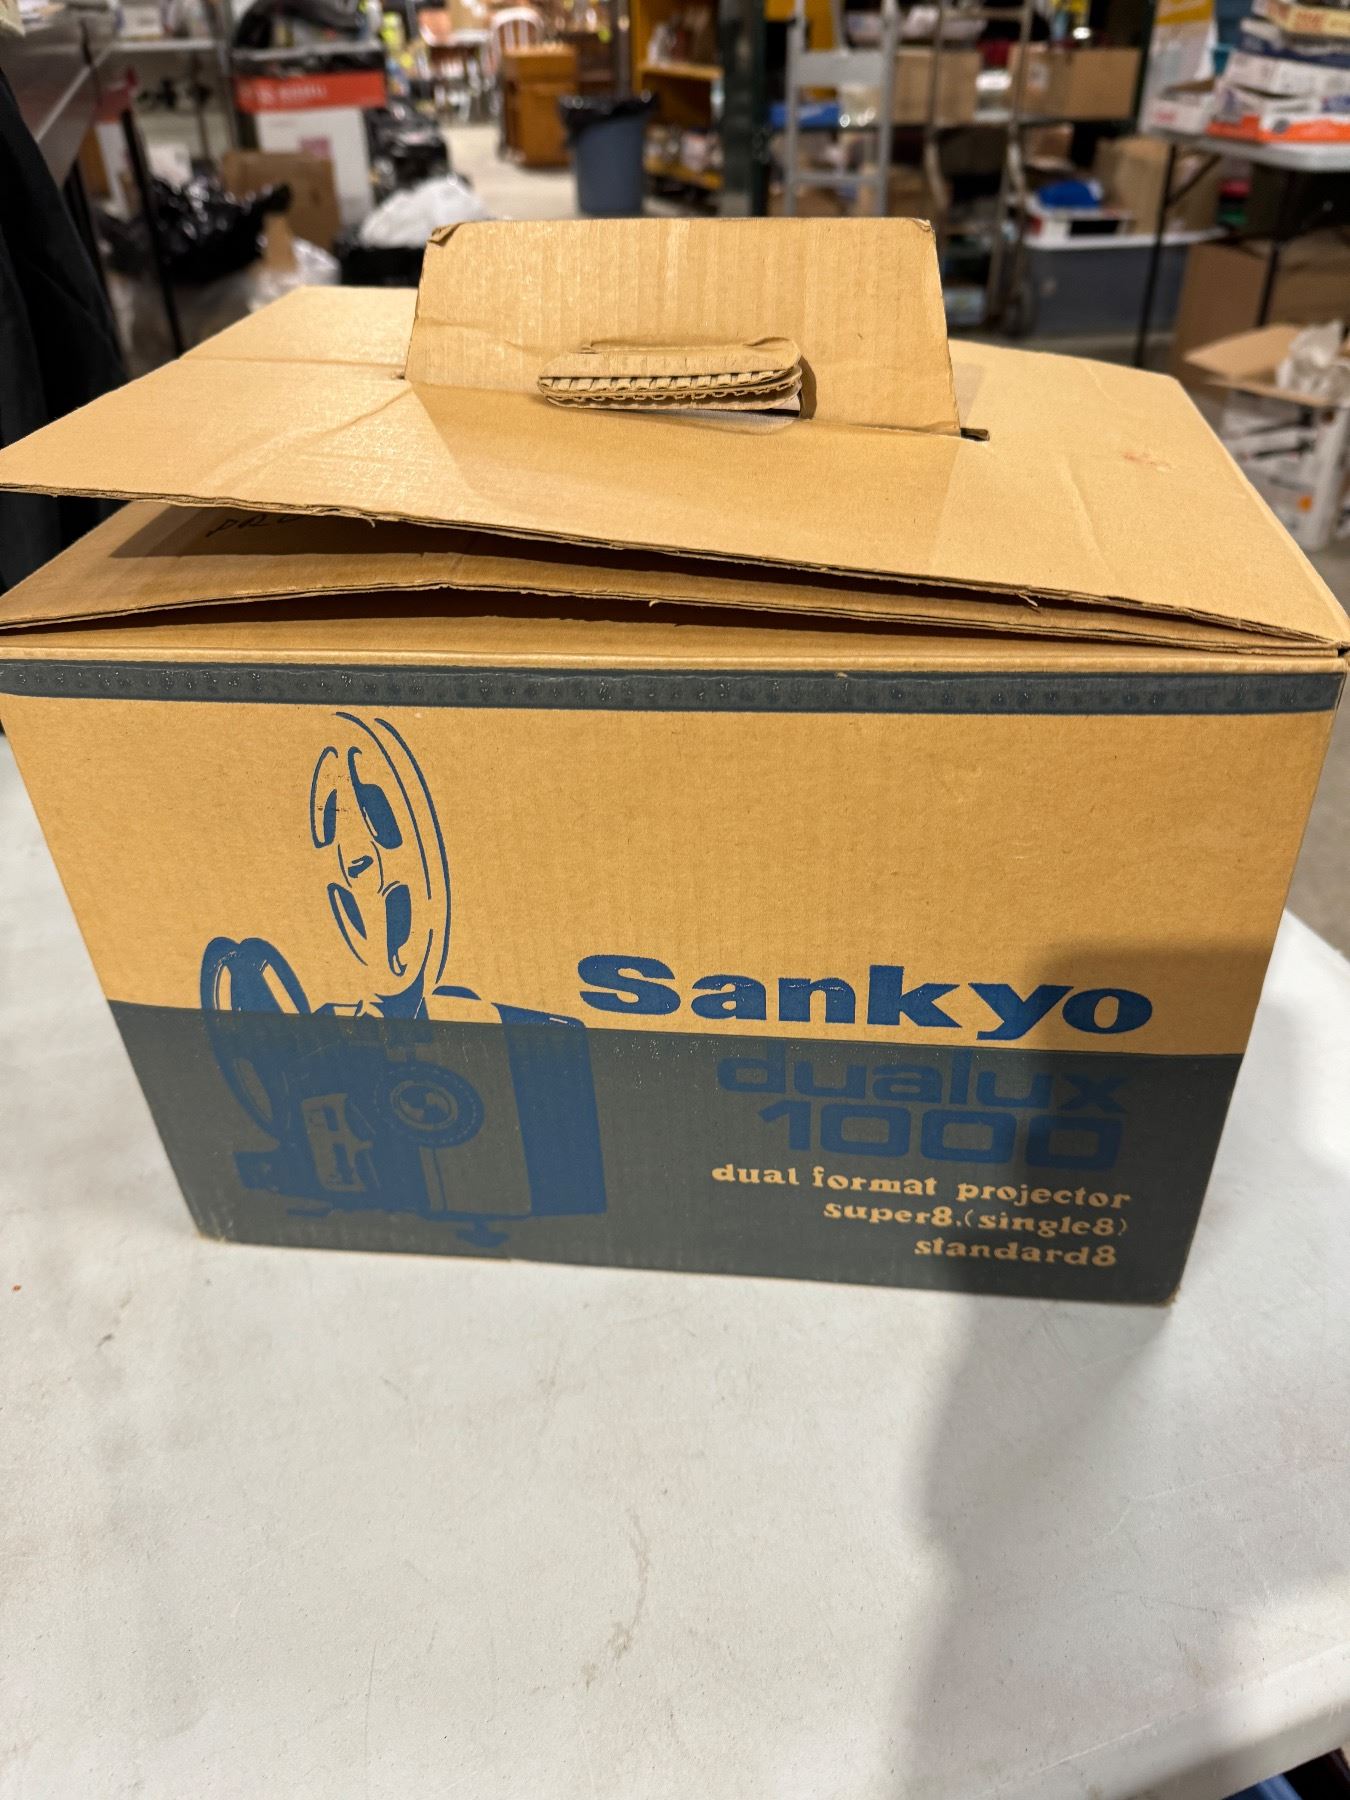 Sankyo
dualux
1000
dual format projector
super8.(single8)
standard8